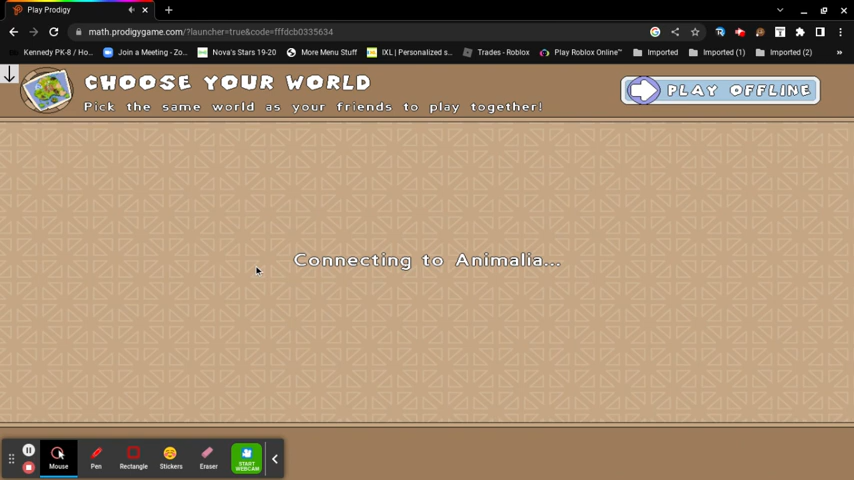 Play Prodigy
math.prodigygame.com/?launcher=true&code=fffdcb0335634
Kennedy PK-8 / Ho...
Join a Meeting - Zo...
Nova's Stars 19-20
More Menu Stuff
IXL | Personalized s...
Trades - Roblox
Play Roblox Online™
Imported
Imported (1)
Imported (2)
»
CHOOSE YOUR WORLD
PLAY OFFLINE
Pick the same world as your friends to play together!
Connecting to Animalia...
Mouse
Pen
Rectangle
Stickers
Eraser
START
WEBCAM